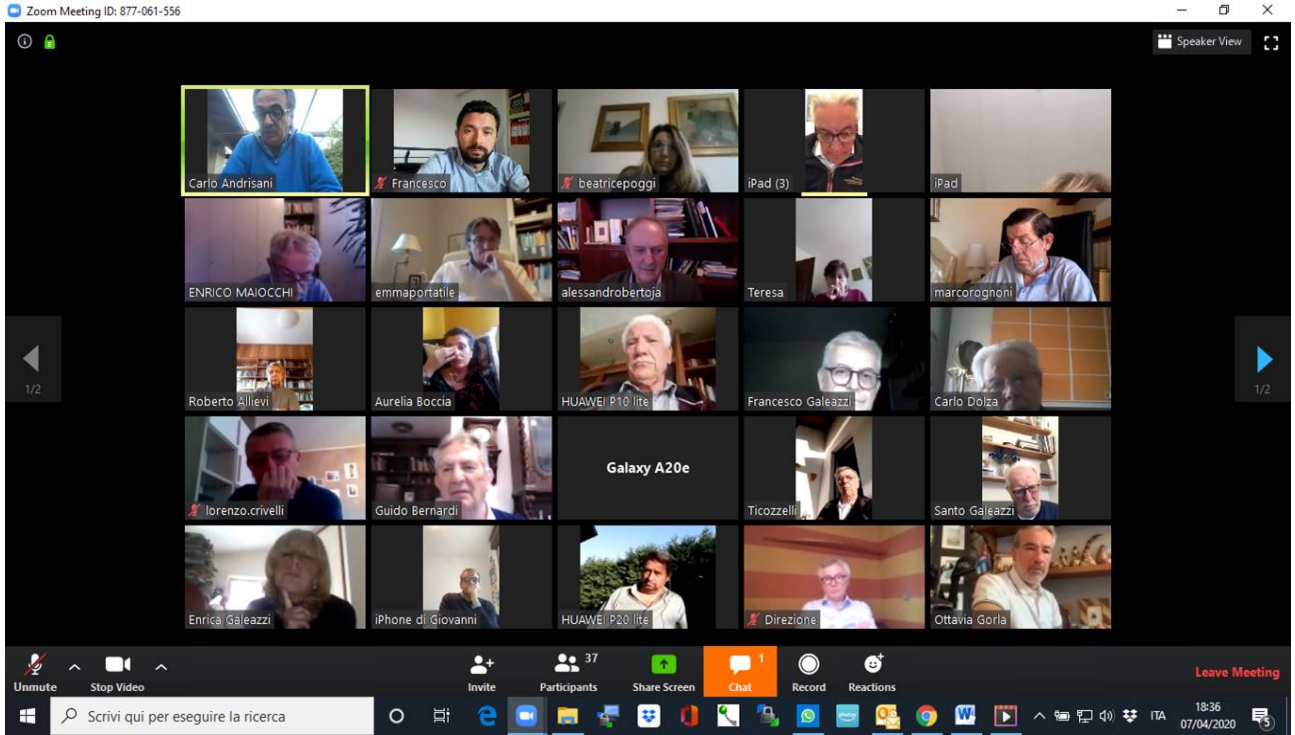 Zoom Meeting ID: 877-061-556
Speaker View
Carlo Andrisani
Francesco
beatricepoggi
iPad (3)
iPad
ENRICO MAIOCCHI
emmaportatile
alessandrobertoja
Teresa
marcorognoni
1/2
1/2
Roberto Allievi
Aurelia Boccia
HUAWEI P10 lite
Francesco Galeazzi
Carlo Dolza
lorenzo.crivelli
Guido Bernardi
Galaxy A20e
Ticozzelli
Santo Galeazzi
Enrica Galeazzi
iPhone di Giovanni
HUAWEI P20 lite
Direzione
Ottavia Gorla
37
1
Unmute
Stop Video
Invite
Participants
Share Screen
Chat
Record
Reactions
Leave Meeting
Scrivi qui per eseguire la ricerca
ITA
18:36
07/04/2020
5